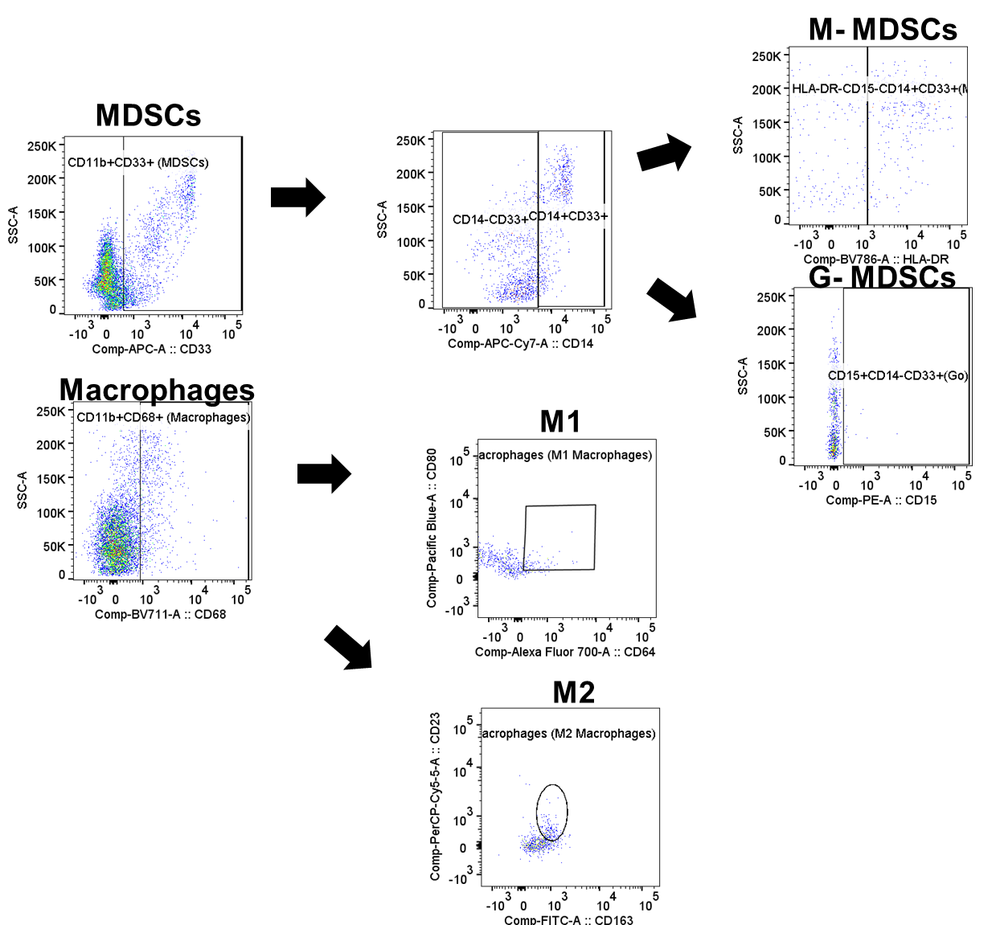 MDSCs
250K
200K
150K
100K
50K
0
SSC-A
CD11b+CD33+ (MDSCs)
-10 3 0 10 3 10 4 10 5
Comp-APC-A :: CD33
250K
200K
150K
100K
50K
0
SSC-A
CD14-CD33+
CD14+CD33+
-10 3 0 10 3 10 4 10 5
Comp-APC-Cy7-A :: CD14
M- MDSCs
250K
200K
150K
100K
50K
0
SSC-A
HLA-DR-CD15-CD14+CD33+(M
-10 3 0 10 3 10 4 10 5
Comp-BV786-A :: HLA-DR
G- MDSCs
250K
200K
150K
100K
50K
0
SSC-A
CD15+CD14-CD33+(Go)
-10 3 0 10 3 10 4 10 5
Comp-PE-A :: CD15
Macrophages
250K
200K
150K
100K
50K
0
SSC-A
CD11b+CD68+ (Macrophages)
-10 3 0 10 3 10 4 10 5
Comp-BV711-A :: CD68
M1
10 5
10 4
10 3
0
-10 3
Comp-Pacific Blue-A :: CD80
acrophages (M1 Macrophages)
-10 3 0 10 3 10 4 10 5
Comp-Alexa Fluor 700-A :: CD64
M2
10 5
10 4
10 3
0
-10 3
Comp-PerCP-Cy5-5-A :: CD23
acrophages (M2 Macrophages)
-10 3 0 10 3 10 4 10 5
Comp-FITC-A :: CD163